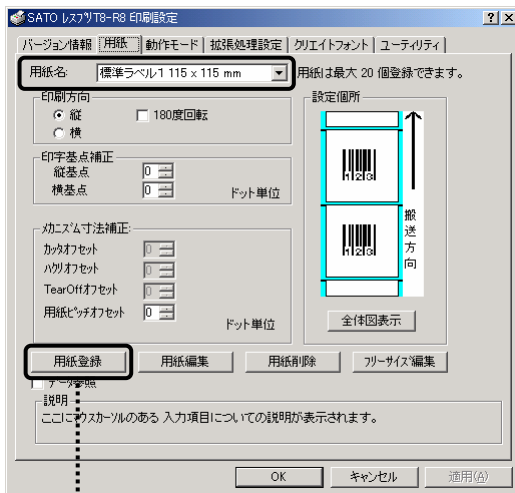 SATO ﾚｽﾌﾟﾘT8-R8 印刷設定
バージョン情報 用紙 動作モード 拡張処理設定 クリエイトフォント ユーティリティ
用紙名: 標準ラベル1 115 x 115 mm 用紙は最大 20 個登録できます。
印刷方向 設定個所
縦 180度回転
横
印字基点補正
縦基点 0
横基点 0 ドット単位
123
ﾒｶﾆｽﾞﾑ寸法補正:
ｶｯﾀｵﾌｾｯﾄ 0
ﾊｸﾘｵﾌｾｯﾄ 0
TearOffオフセット 0
用紙ﾋﾟｯﾁオフセット 0
ドット単位
123
搬送方向
全体図表示
用紙登録 用紙編集 用紙削除 ﾌﾘｰサイズ編集
データ参照
説明
ここにマウスカーソルのある 入力項目についての説明が表示されます。
OK キャンセル 適用(A)